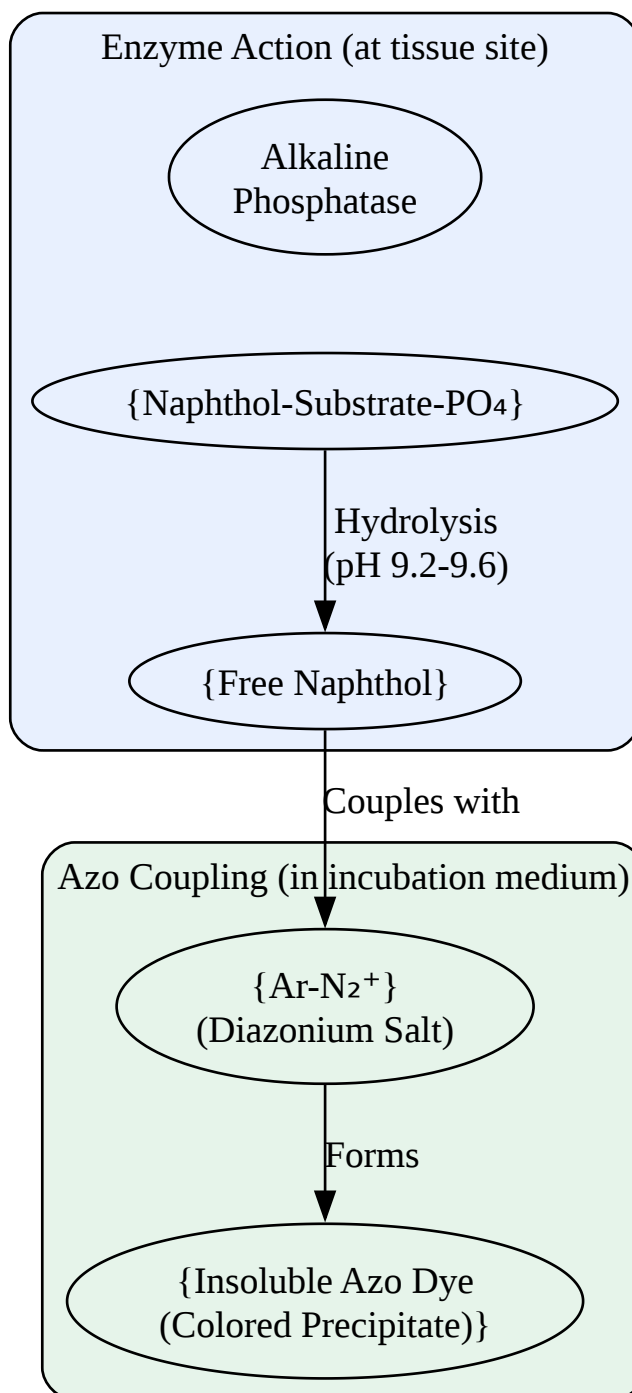 Enzyme Action (at tissue site)
Alkaline
Phosphatase
{Naphthol-Substrate-PO₄}
Hydrolysis
(pH 9.2-9.6)
{Free Naphthol}
Couples with
Azo Coupling (in incubation medium)
{Ar-N₂⁺}
(Diazonium Salt)
Forms
{Insoluble Azo Dye
(Colored Precipitate)}